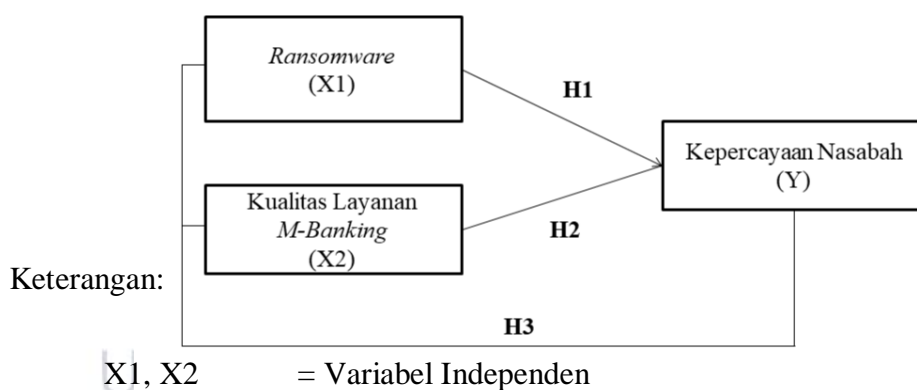 Ransomware
(X1)
H1
Kepercayaan Nasabah
(Y)
Kualitas Layanan
M-Banking
(X2)
H2
Keterangan:
H3
X1, X2 = Variabel Independen